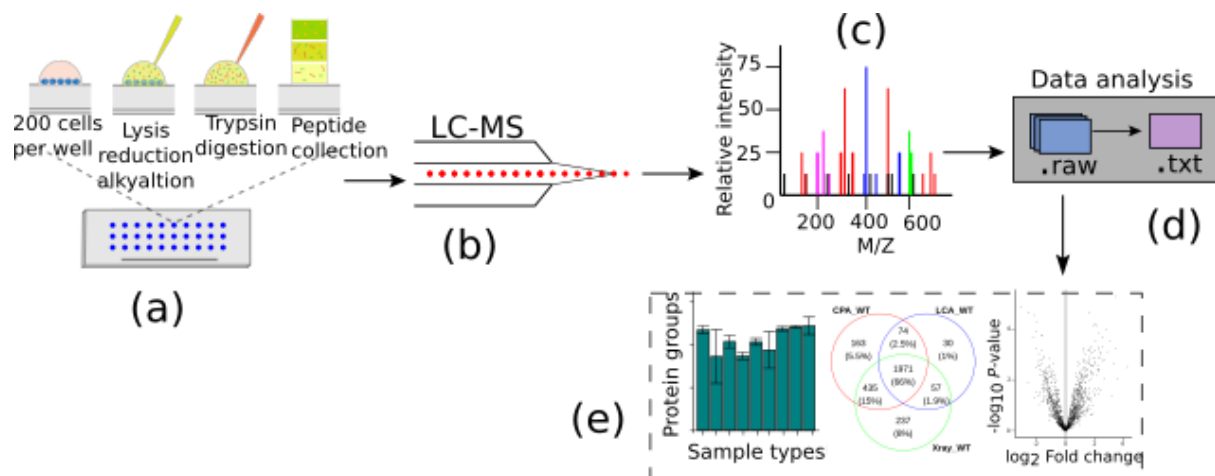 200 cells
per well
Lysis
reduction
alkyaltion
Trypsin
digestion
Peptide
collection
(a)
LC-MS
(b)
(c)
Relative intensity
75
50
25
0
200
400
600
M/Z
Data analysis
.raw
.txt
(d)
(e)
Protein groups
Sample types
CPA_WT
LCA_WT
Xray_WT
163
(5.5%)
74
(2.5%)
30
(1%)
1971
(66%)
435
(15%)
57
(1.9%)
237
(8%)
-log10 P-value
log2 Fold change